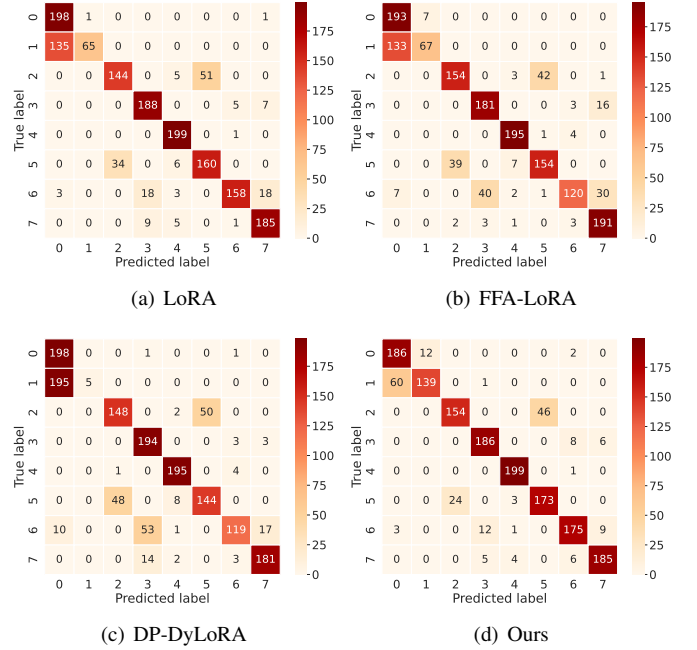 0 198 1 0 0 0 0 0 1
1 135 65 0 0 0 0 0 0
2 0 0 144 0 5 51 0 0
3 0 0 0 188 0 0 5 7
4 0 0 0 0 199 0 1 0
5 0 0 34 0 6 160 0 0
6 3 0 0 18 3 0 158 18
7 0 0 0 9 5 0 1 185
0 1 2 3 4 5 6 7
True label
Predicted label
175
150
125
100
75
50
25
0
(a) LoRA
0 193 7 0 0 0 0 0 0
1 133 67 0 0 0 0 0 0
2 0 0 154 0 3 42 0 1
3 0 0 0 181 0 0 3 16
4 0 0 0 0 195 1 4 0
5 0 0 39 0 7 154 0 0
6 7 0 0 40 2 1 120 30
7 0 0 2 3 1 0 3 191
0 1 2 3 4 5 6 7
True label
Predicted label
175
150
125
100
75
50
25
0
(b) FFA-LoRA
0 198 0 0 1 0 0 1 0
1 195 5 0 0 0 0 0 0
2 0 0 148 0 2 50 0 0
3 0 0 0 194 0 0 3 3
4 0 0 1 0 195 0 4 0
5 0 0 48 0 8 144 0 0
6 10 0 0 53 1 0 119 17
7 0 0 0 14 2 0 3 181
0 1 2 3 4 5 6 7
True label
Predicted label
175
150
125
100
75
50
25
0
(c) DP-DyLoRA
0 186 12 0 0 0 0 2 0
1 60 139 0 1 0 0 0 0
2 0 0 154 0 0 46 0 0
3 0 0 0 186 0 0 8 6
4 0 0 0 0 199 0 1 0
5 0 0 24 0 3 173 0 0
6 3 0 0 12 1 0 175 9
7 0 0 0 5 4 0 6 185
0 1 2 3 4 5 6 7
True label
Predicted label
175
150
125
100
75
50
25
0
(d) Ours